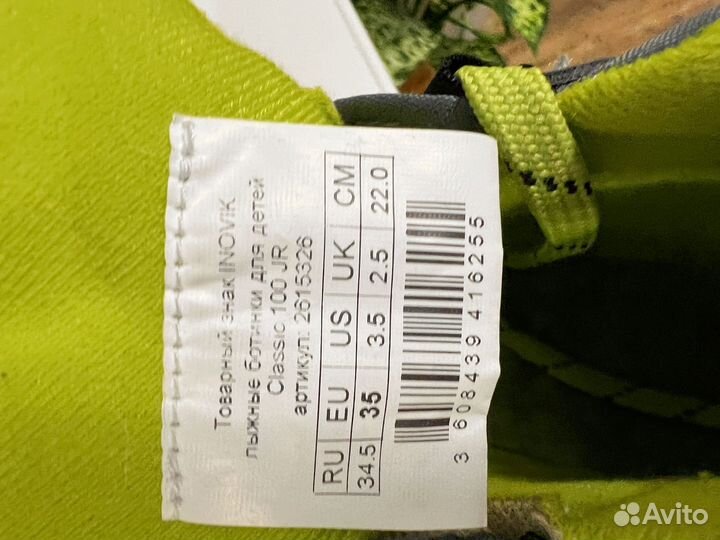 Товарный знак INOVIK
лыжные ботинки для детей
Classic 100 JR
артикул: 2615326
RU EU US UK CM
34.5 35 3.5 2.5 22.0
3 608439 416255
Avito